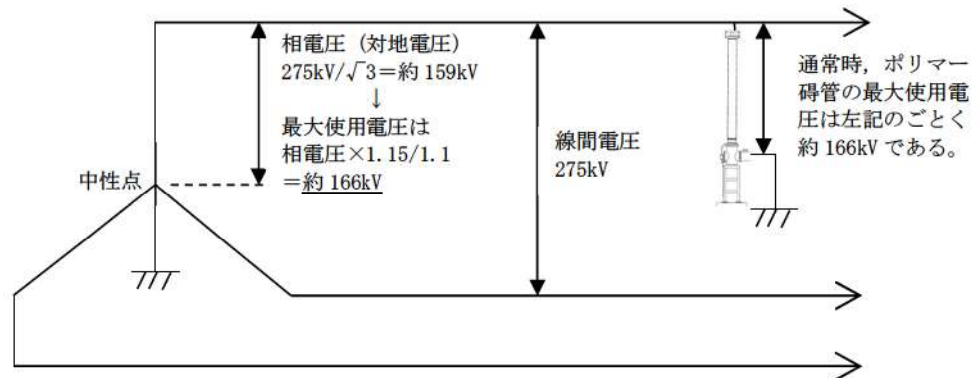 相電圧（対地電圧）
275kV/√3＝約 159kV
↓
最大使用電圧は
相電圧×1.15/1.1
＝約 166kV
中性点
線間電圧
275kV
通常時，ポリマー
碍管の最大使用電
圧は左記のごとく
約 166kV である。